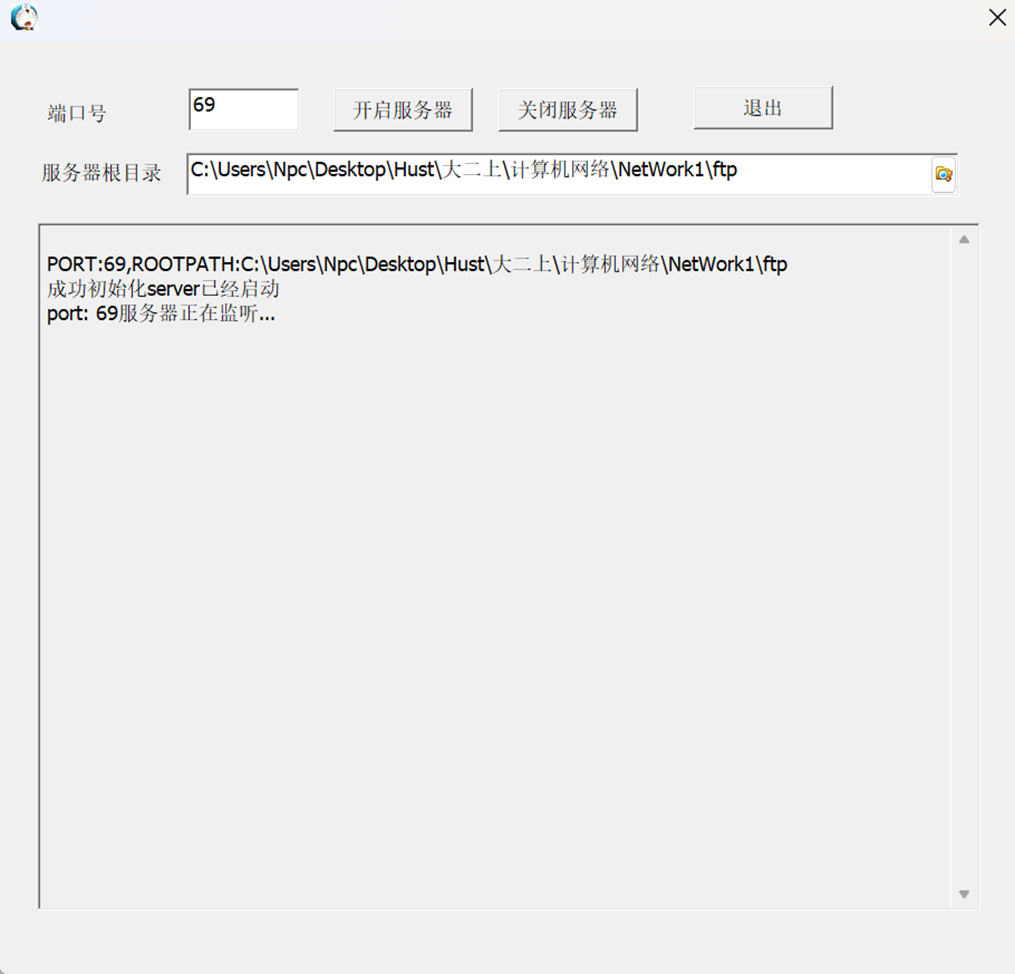 端口号 69 开启服务器 关闭服务器 退出
服务器根目录 C:\Users\Npc\Desktop\Hust\大二上\计算机网络\NetWork1\ftp
PORT:69,ROOTPATH:C:\Users\Npc\Desktop\Hust\大二上\计算机网络\NetWork1\ftp
成功初始化server已经启动
port: 69服务器正在监听...